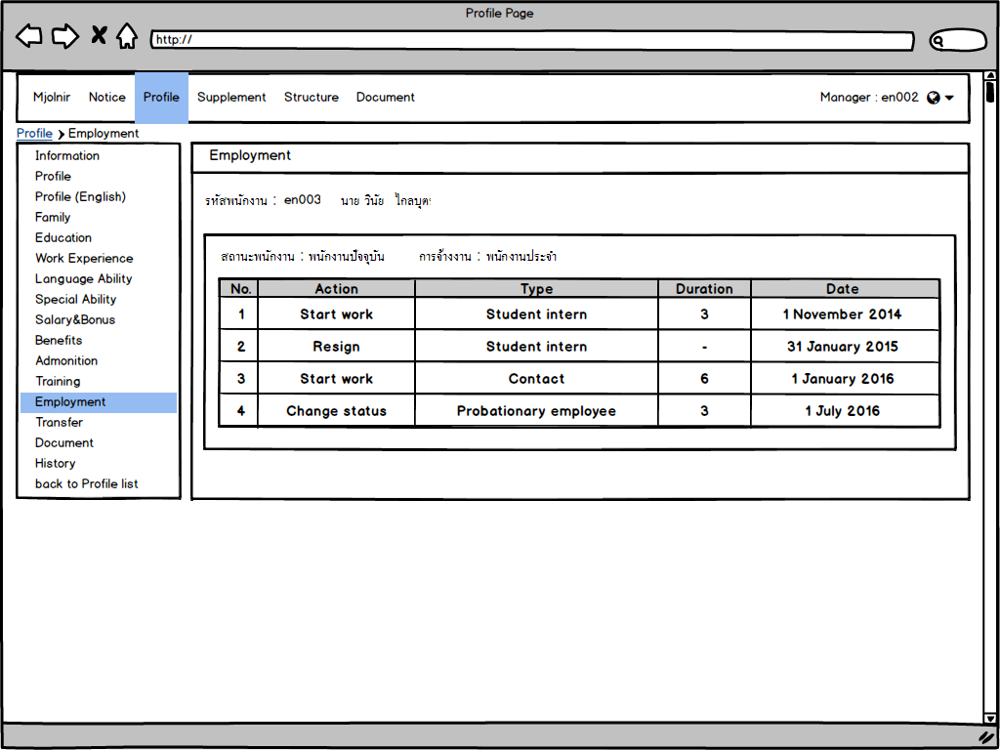 Profile Page
http://
Mjolnir Notice Profile Supplement Structure Document Manager : en002
Profile Employment
Information
Profile
Profile (English)
Family
Education
Work Experience
Language Ability
Special Ability
Salary&Bonus
Benefits
Admonition
Training
Employment
Transfer
Document
History
back to Profile list
Employment
รหัสพนักงาน : en003 นาย วินัย
สถานะพนักงาน : พนักงานปัจจุบัน การจ้างงาน : พนักงานประจำ
No. Action Type Duration Date
1 Start work Student intern 3 1 November 2014
2 Resign Student intern - 31 January 2015
3 Start work Contact 6 1 January 2016
4 Change status Probationary employee 3 1 July 2016